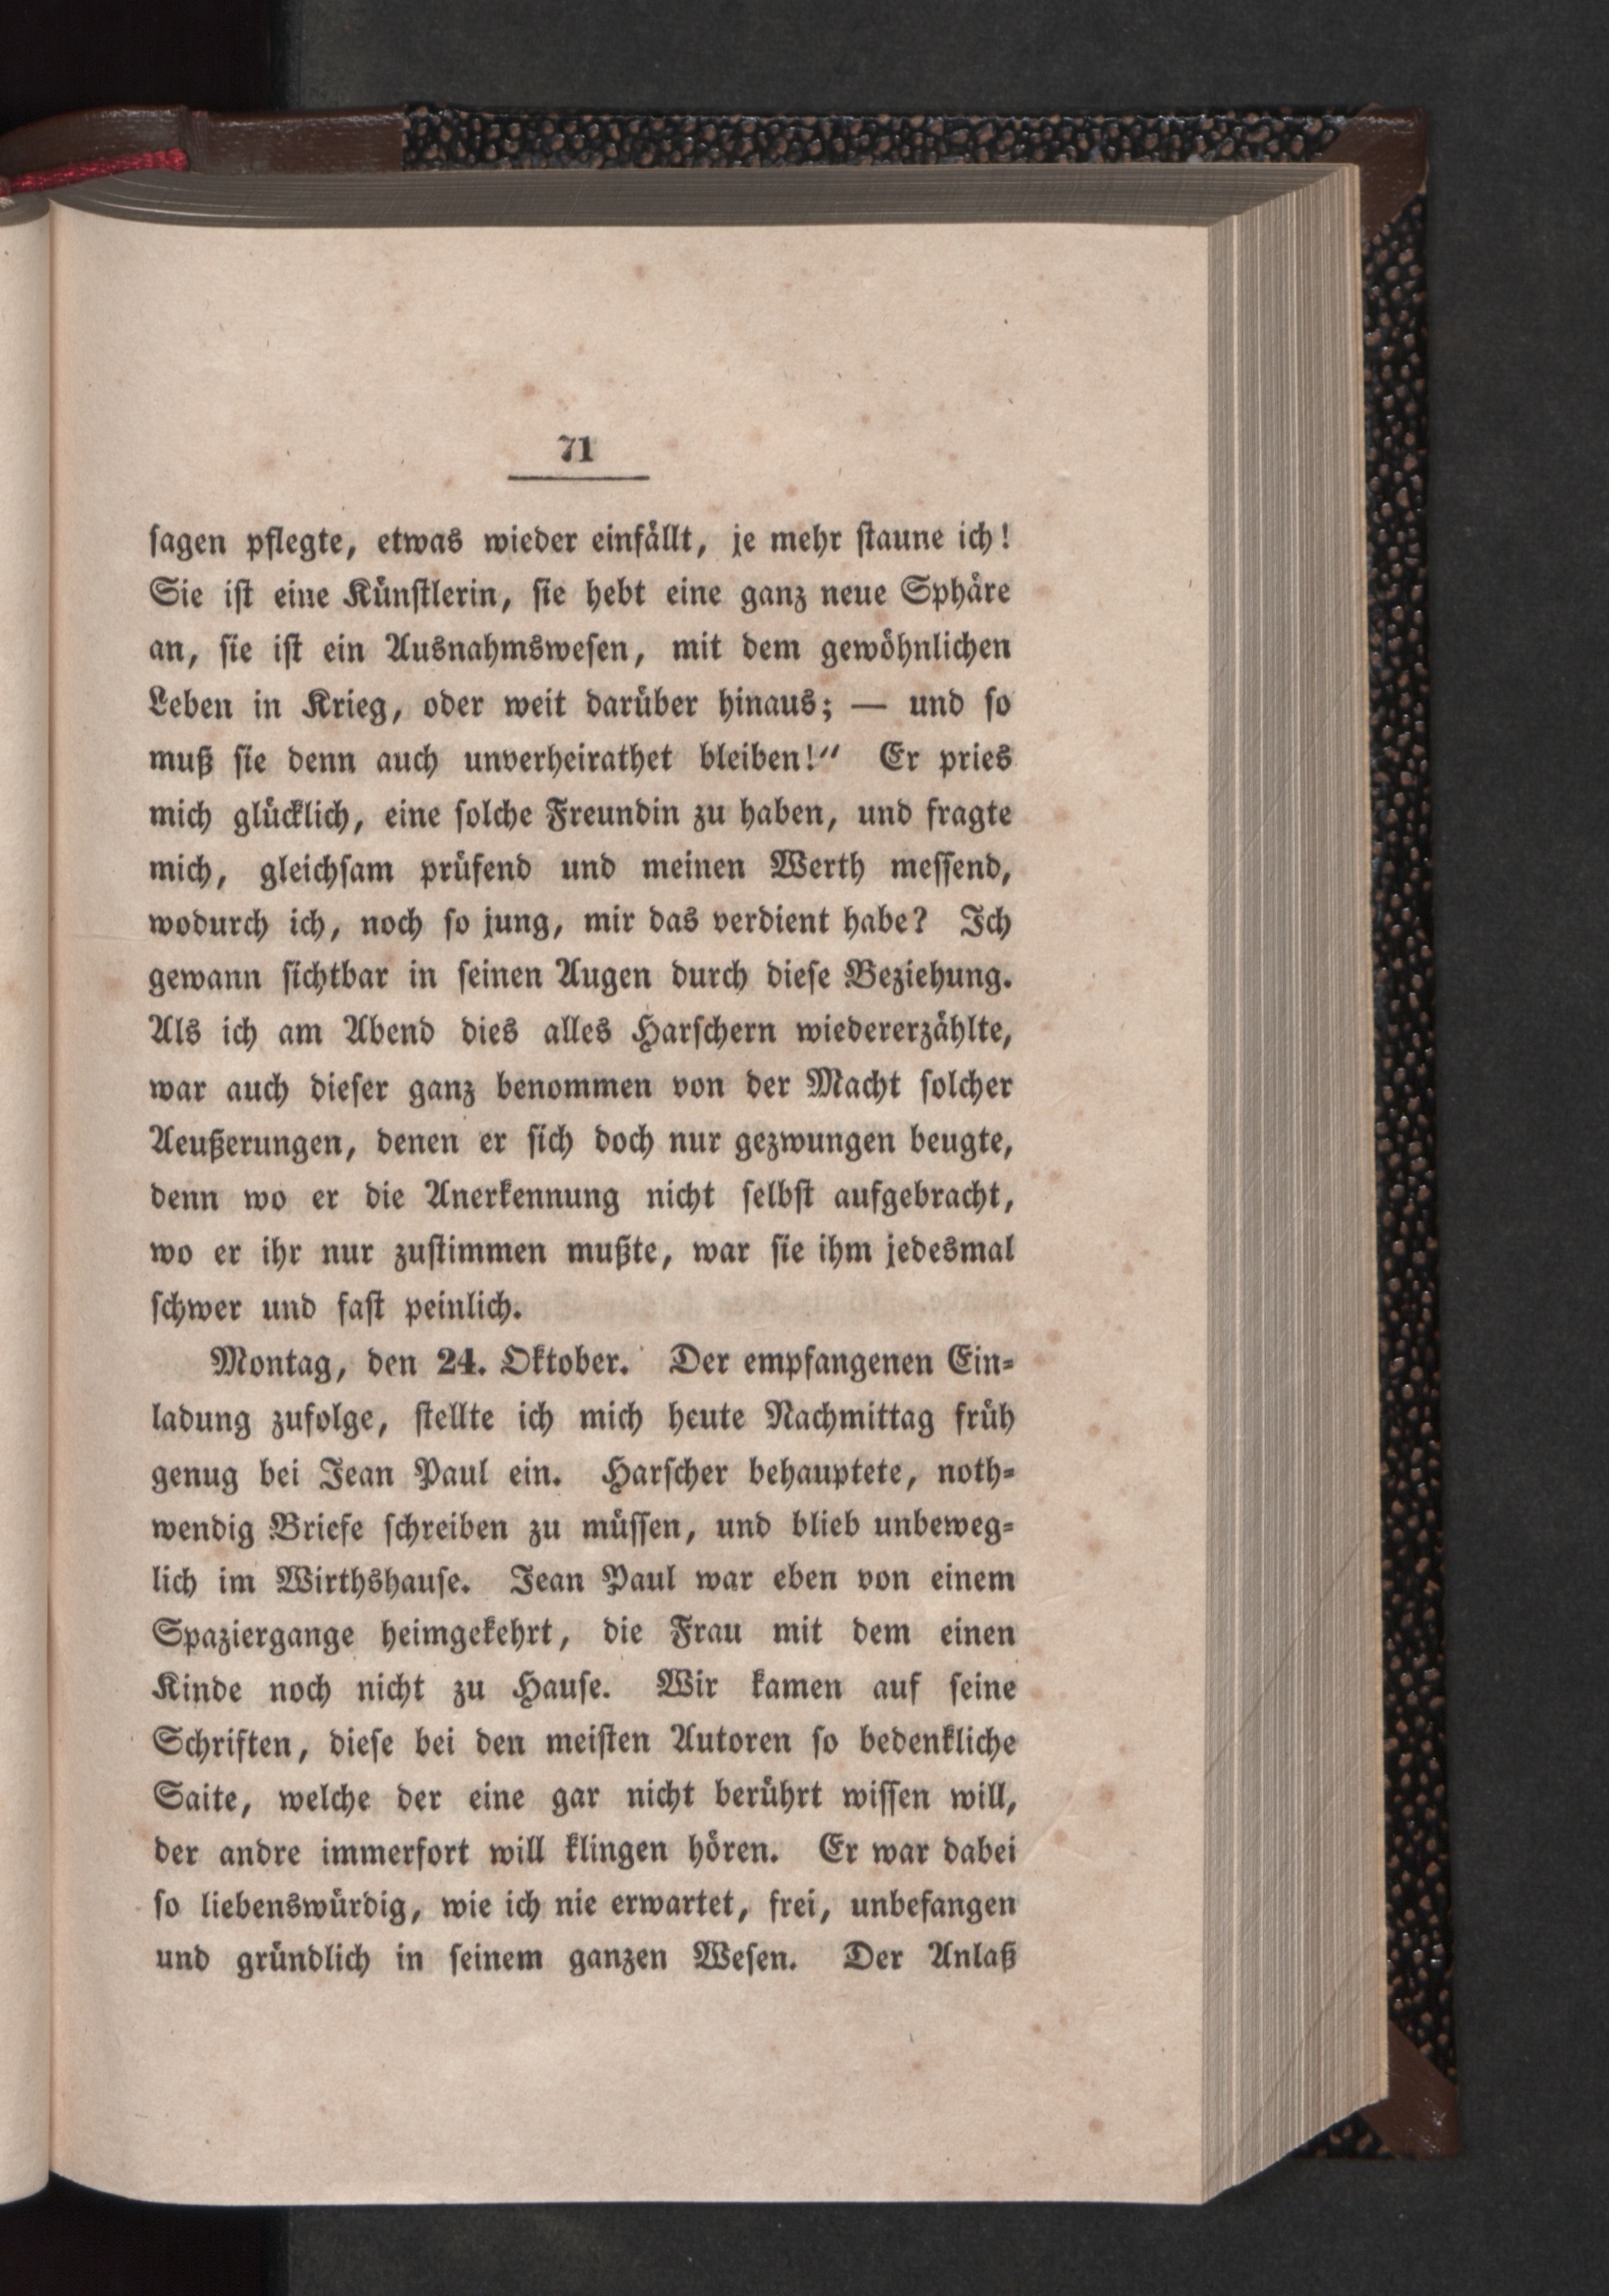 71
sagen pflegte, etwas wieder einfällt, je mehr staune ich!
Sie ist eine Künstlerin, sie hebt eine ganz neue Sphäre
an, sie ist ein Ausnahmswesen, mit dem gewöhnlichen
Leben in Krieg, oder weit darüber hinaus; — und so
muß sie denn auch unverheirathet bleiben!“ Er pries
mich glücklich, eine solche Freundin zu haben, und fragte
mich, gleichsam prüfend und meinen Werth messend,
wodurch ich, noch so jung, mir das verdient habe? Ich
gewann sichtbar in seinen Augen durch diese Beziehung.
Als ich am Abend dies alles Harschern wiedererzählte,
war auch dieser ganz benommen von der Macht solcher
Aeußerungen, denen er sich doch nur gezwungen beugte,
denn wo er die Anerkennung nicht selbst aufgebracht,
wo er ihr nur zustimmen mußte, war sie ihm jedesmal
schwer und fast peinlich.
Montag, den 24. Oktober. Der empfangenen Ein-
ladung zufolge, stellte ich mich heute Nachmittag früh
genug bei Jean Paul ein. Harscher behauptete, noth-
wendig Briefe schreiben zu müssen, und blieb unbeweg-
lich im Wirthshause. Jean Paul war eben von einem
Spaziergange heimgekehrt, die Frau mit dem einen
Kinde noch nicht zu Hause. Wir kamen auf seine
Schriften, diese bei den meisten Autoren so bedenkliche
Saite, welche der eine gar nicht berührt wissen will,
der andre immerfort will klingen hören. Er war dabei
so liebenswürdig, wie ich nie erwartet, frei, unbefangen
und gründlich in seinem ganzen Wesen. Der Anlaß